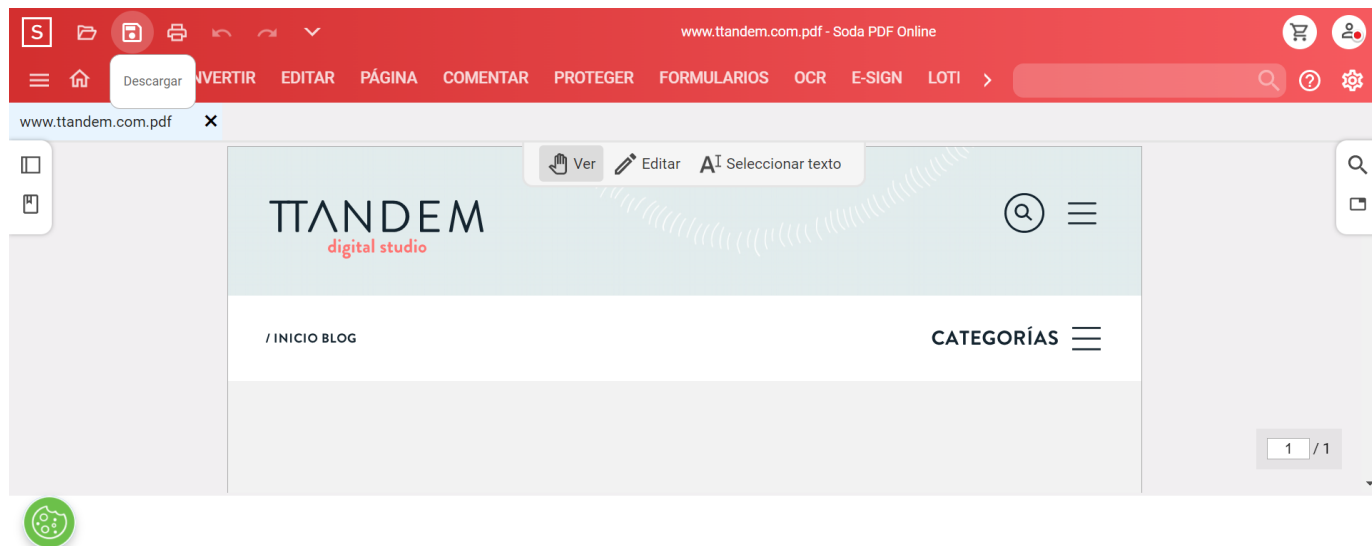 S
www.ttandem.com.pdf - Soda PDF Online
Descargar
NVERTIR EDITAR PÁGINA COMENTAR PROTEGER FORMULARIOS OCR E-SIGN LOTI
www.ttandem.com.pdf
Ver Editar Seleccionar texto
TTANDEM
digital studio
/ INICIO BLOG
CATEGORÍAS
1 / 1